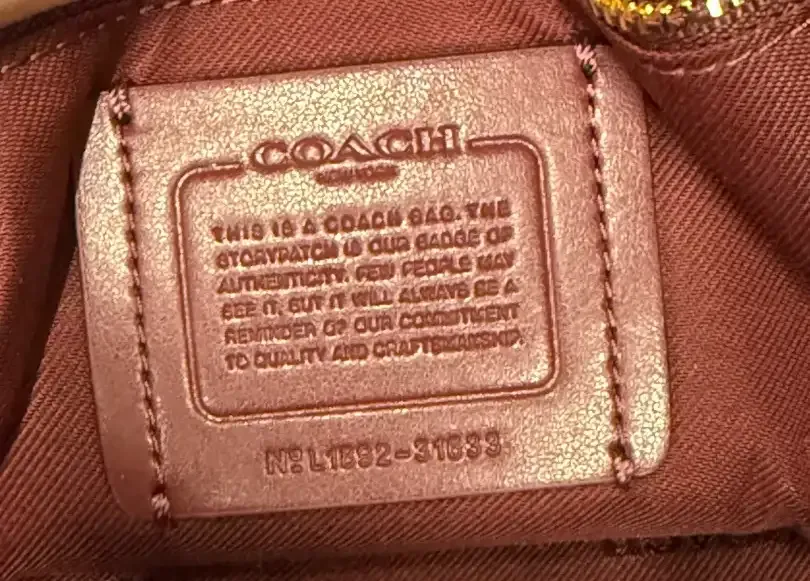 COACH
NEW YORK
THIS IS A COACH BAG. THE
STORYPATCH IS OUR BADGE OF
AUTHENTICITY. FEW PEOPLE MAY
SEE IT, BUT IT WILL ALWAYS BE A
REMINDER OF OUR COMMITMENT
TO QUALITY AND CRAFTSMANSHIP.
Nº